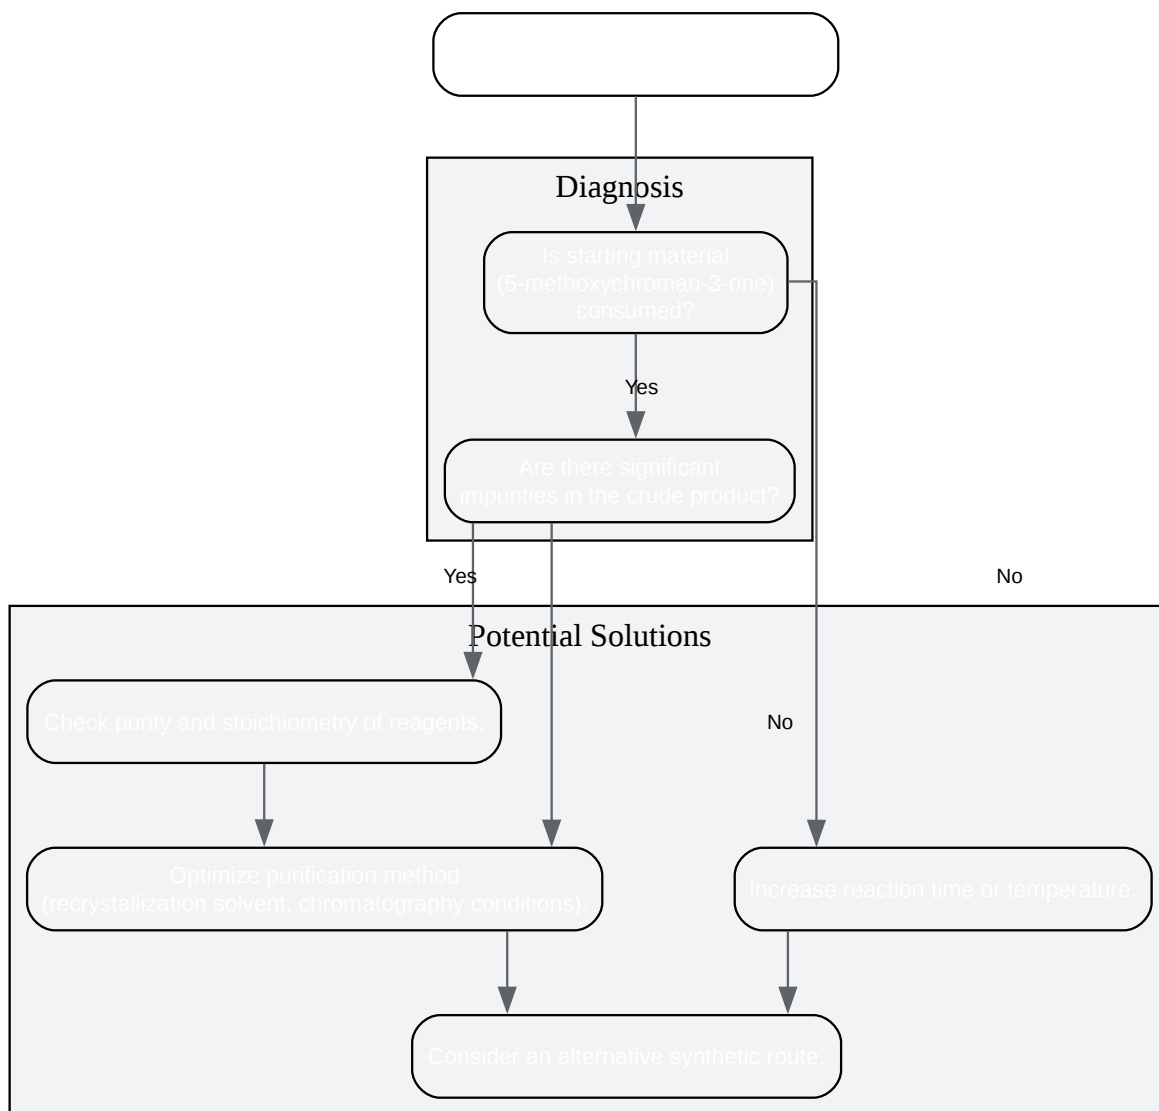 Diagnosis
Is starting material
(5-methoxychroman-3-one)
consumed?
Yes
Are there significant
impurities in the crude product?
Yes
No
Potential Solutions
Check purity and stoichiometry of reagents.
No
Optimize purification method
(recrystallization solvent, chromatography conditions).
Increase reaction time or temperature.
Consider an alternative synthetic route.